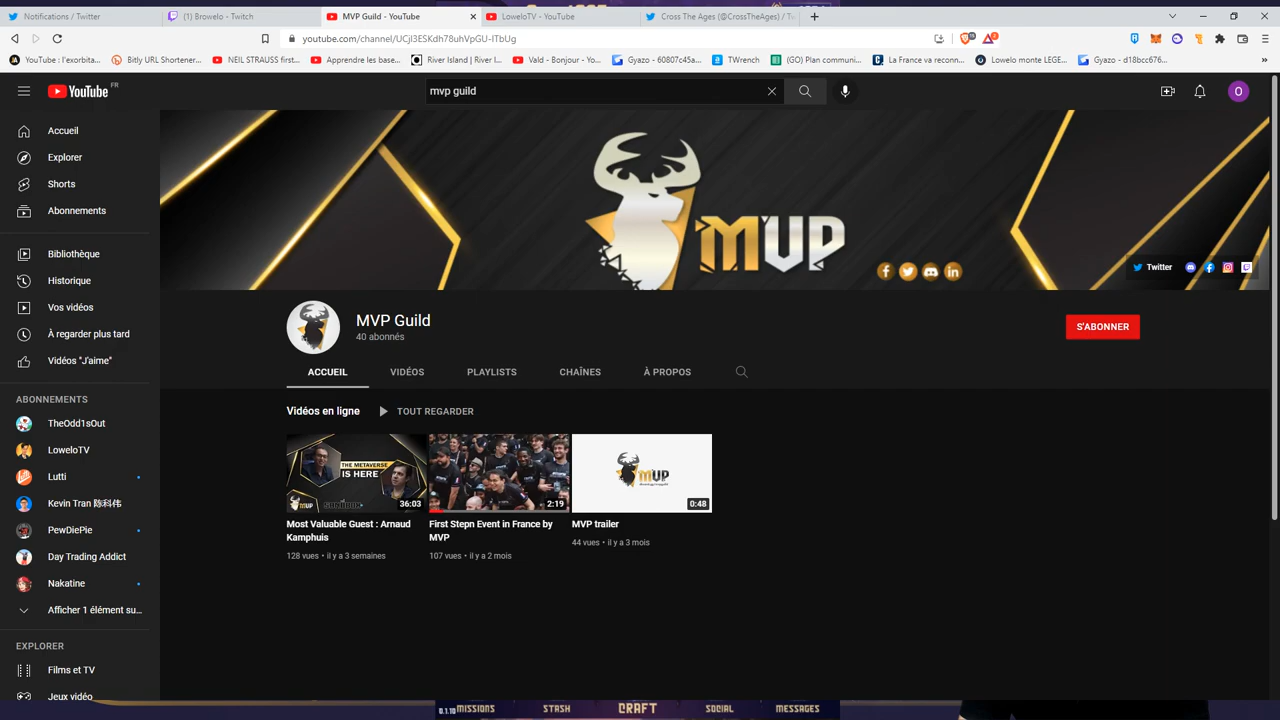 Notifications / Twitter
(1) Browelo - Twitch
MVP Guild - YouTube
LoweloTV - YouTube
Cross The Ages (@CrossTheAges) / Tw
youtube.com/channel/UCjI3ESKdh78uhVpGU-ITbUg
YouTube : l'exorbita...
Bitly URL Shortener...
NEIL STRAUSS first...
Apprendre les base...
River Island | River I...
Vald - Bonjour - Yo...
Gyazo - 60807c45a...
TWrench
(GO) Plan communi...
La France va reconn...
Lowelo monte LEGE...
Gyazo - d18bcc676...
YouTube FR
mvp guild
O
Accueil
Explorer
Shorts
Abonnements
Bibliothèque
Historique
Vos vidéos
À regarder plus tard
Vidéos "J'aime"
ABONNEMENTS
TheOdd1sOut
LoweloTV
Lutti
Kevin Tran 陈科伟
PewDiePie
Day Trading Addict
Nakatine
Afficher 1 élément su...
EXPLORER
Films et TV
Jeux vidéo
MVP
Twitter
MVP Guild
40 abonnés
S'ABONNER
ACCUEIL
VIDÉOS
PLAYLISTS
CHAÎNES
À PROPOS
Vidéos en ligne
TOUT REGARDER
THE METAVERSE
IS HERE
MVP
SANDBOX
36:03
2:19
MVP
0:48
Most Valuable Guest : Arnaud
Kamphuis
128 vues • il y a 3 semaines
First Stepn Event in France by
MVP
107 vues • il y a 2 mois
MVP trailer
44 vues • il y a 3 mois
0.1.10
MISSIONS
STASH
CRAFT
SOCIAL
MESSAGES